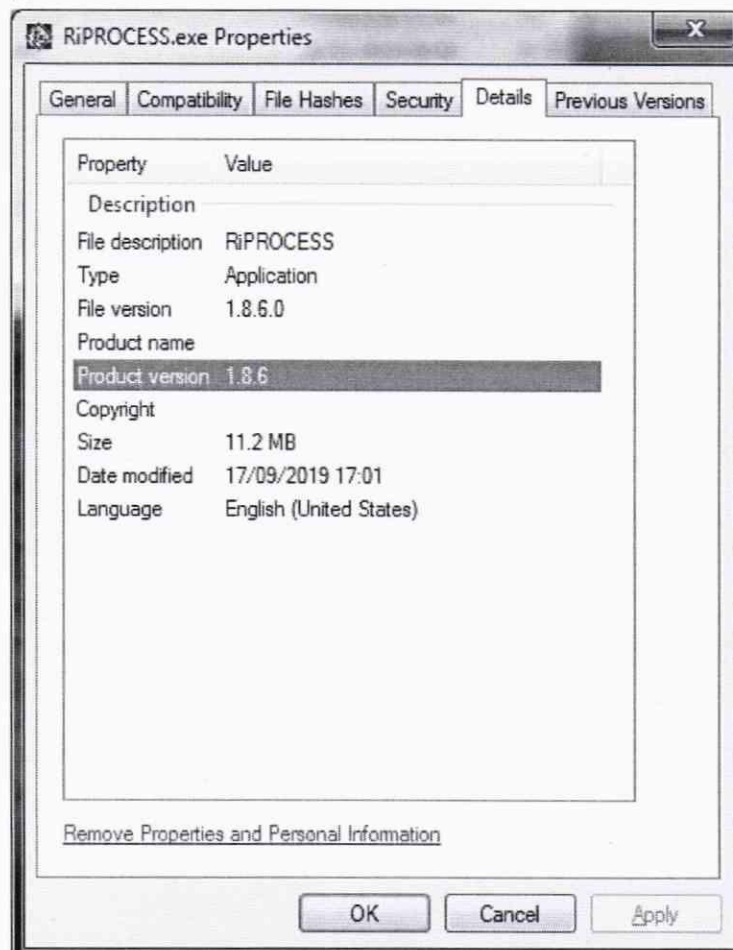 RiPROCESS.exe Properties
X
General Compatibility File Hashes Security Details Previous Versions
Property Value
Description
File description RiPROCESS
Type Application
File version 1.8.6.0
Product name
Product version 1.8.6
Copyright
Size 11.2 MB
Date modified 17/09/2019 17:01
Language English (United States)
Remove Properties and Personal Information
OK Cancel Apply